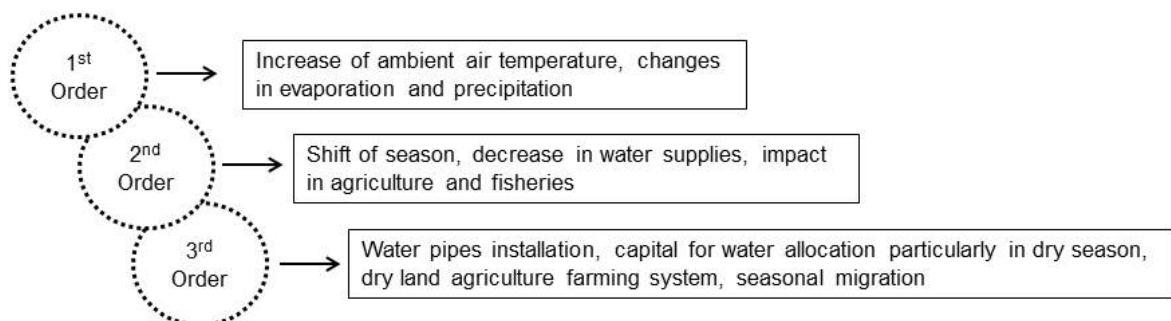 1st
Order
Increase of ambient air temperature, changes
in evaporation and precipitation
2nd
Order
Shift of season, decrease in water supplies, impact
in agriculture and fisheries
3rd
Order
Water pipes installation, capital for water allocation particularly in dry season,
dry land agriculture farming system, seasonal migration